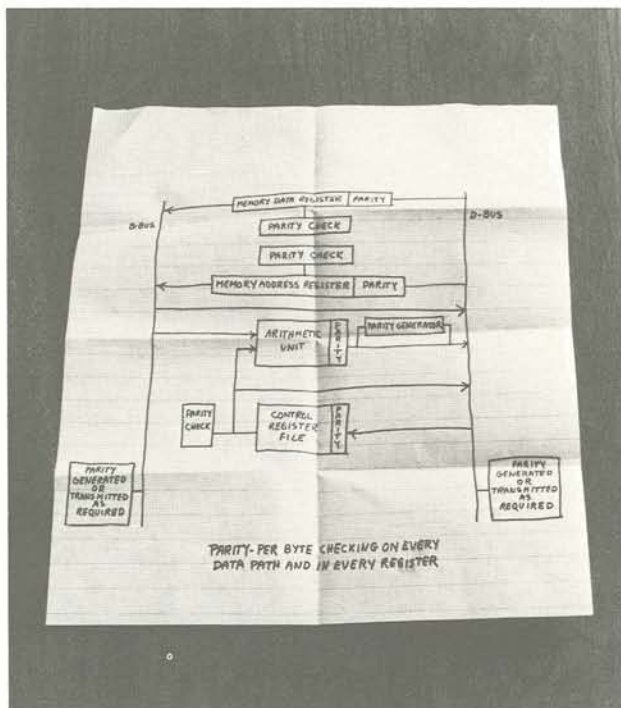 MEMORY DATA REGISTER PARITY
B-BUS
D-BUS
PARITY CHECK
PARITY CHECK
MEMORY ADDRESS REGISTER PARITY
ARITHMETIC
UNIT
PARITY
PARITY GENERATOR
PARITY
CHECK
CONTROL
REGISTER
FILE
PARITY
PARITY
GENERATED
OR
TRANSMITTED
AS
REQUIRED
PARITY
GENERATED
OR
TRANSMITTED
AS
REQUIRED
PARITY-PER BYTE CHECKING ON EVERY
DATA PATH AND IN EVERY REGISTER